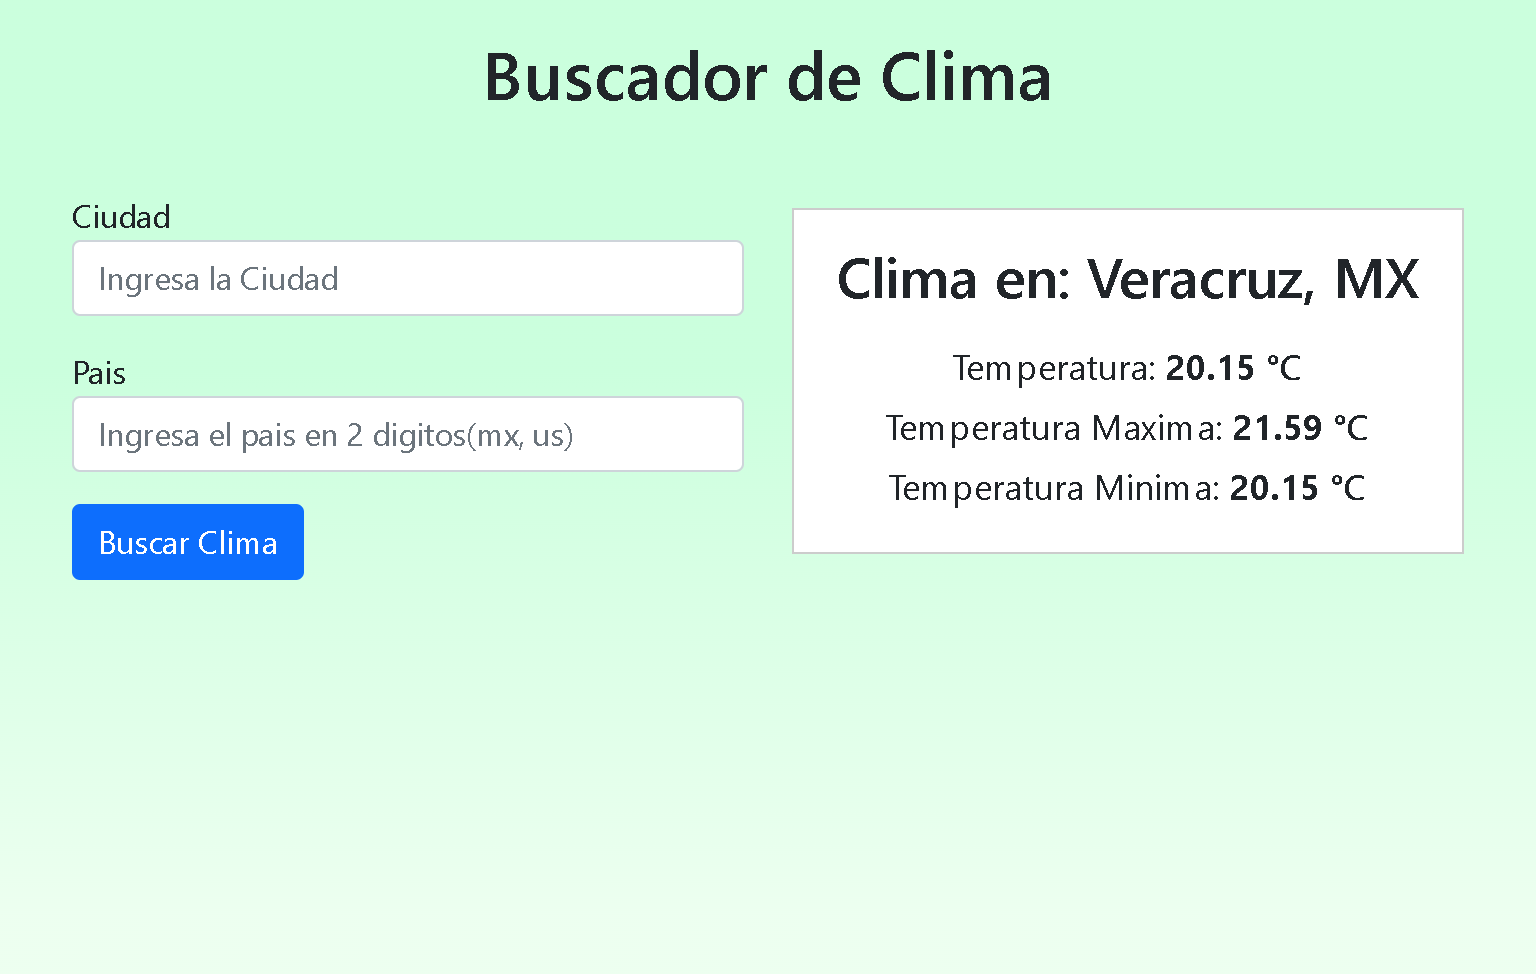 Buscador de Clima
Ciudad
Ingresa la Ciudad
Pais
Ingresa el pais en 2 digitos(mx, us)
Buscar Clima
Clima en: Veracruz, MX
Temperatura: 20.15 °C
Temperatura Maxima: 21.59 °C
Temperatura Minima: 20.15 °C